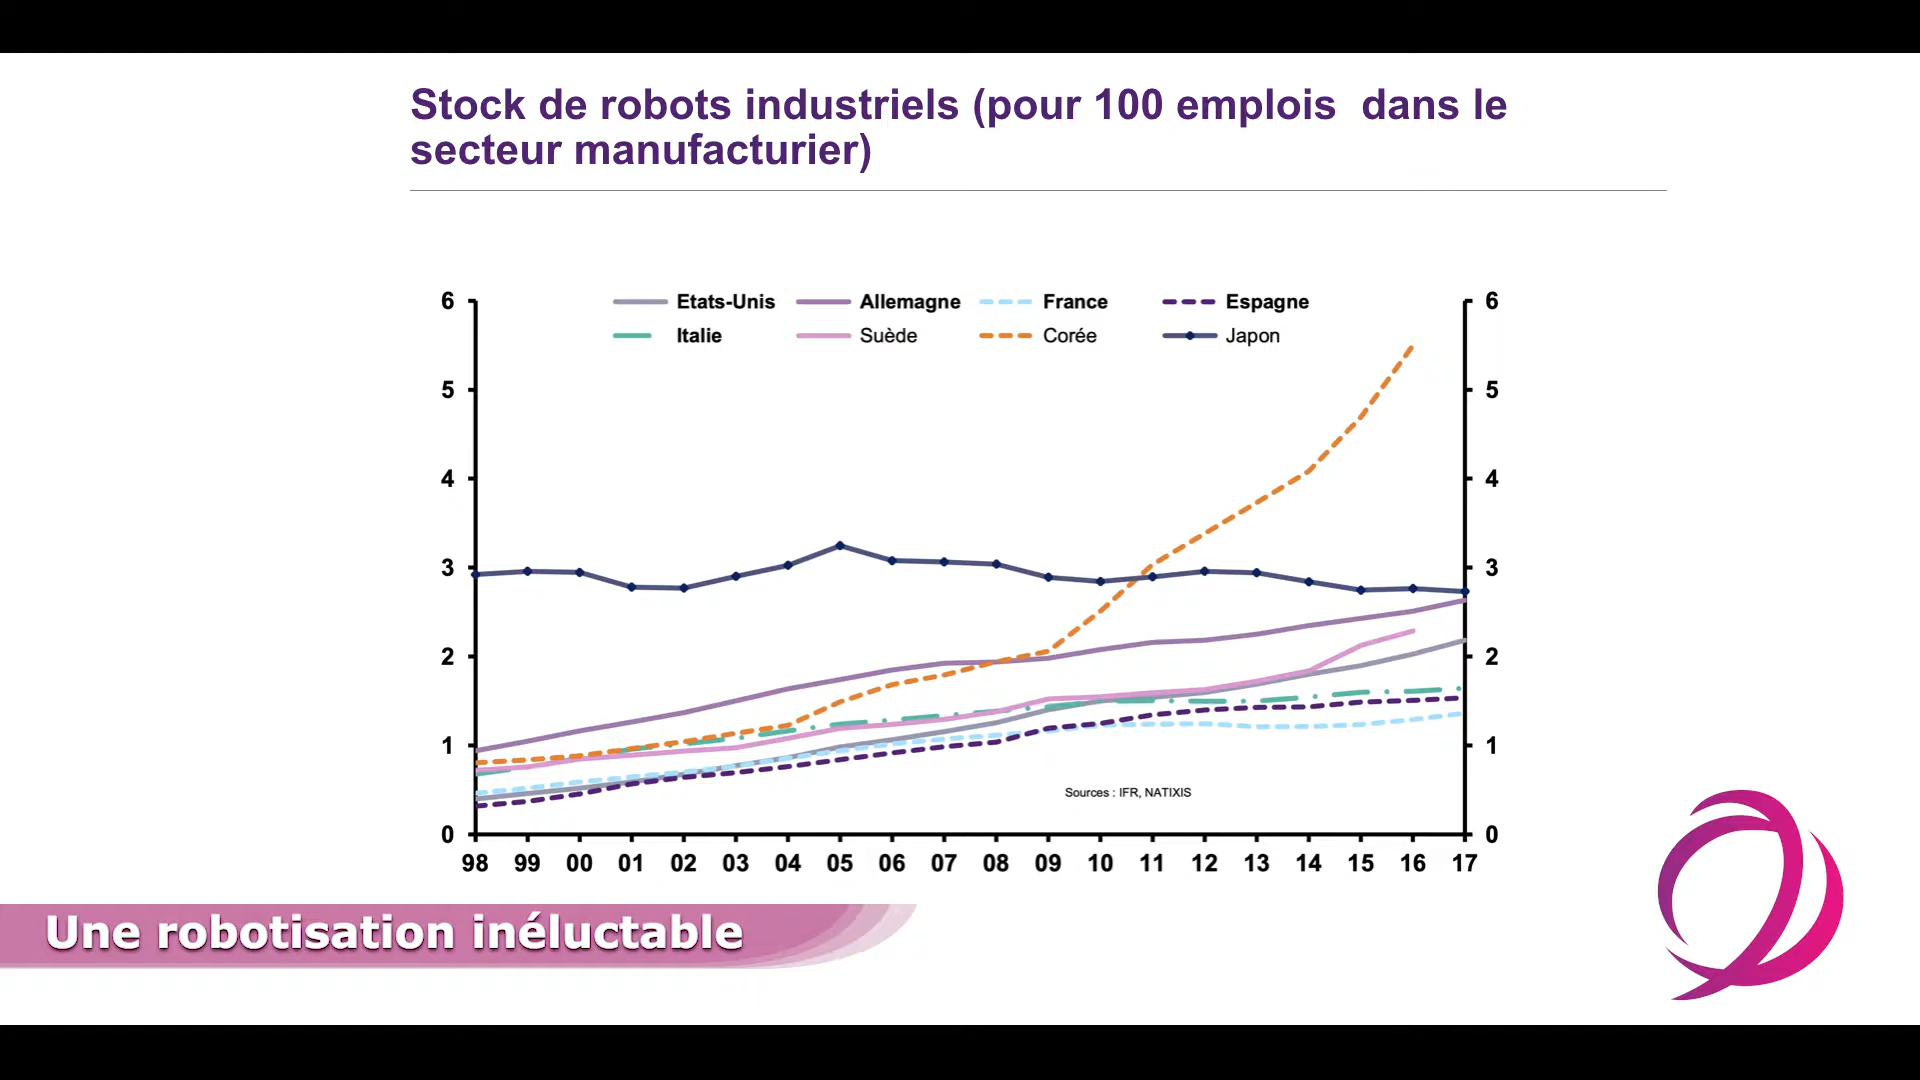 Stock de robots industriels (pour 100 emplois  dans le
secteur manufacturier)
Etats-Unis Allemagne France Espagne
Italie Suède Corée Japon
6 6
5 5
4 4
3 3
2 2
1 1
Sources : IFR, NATIXIS
0 0
98 99 00 01 02 03 04 05 06 07 08 09 10 11 12 13 14 15 16 17
Une robotisation inéluctable